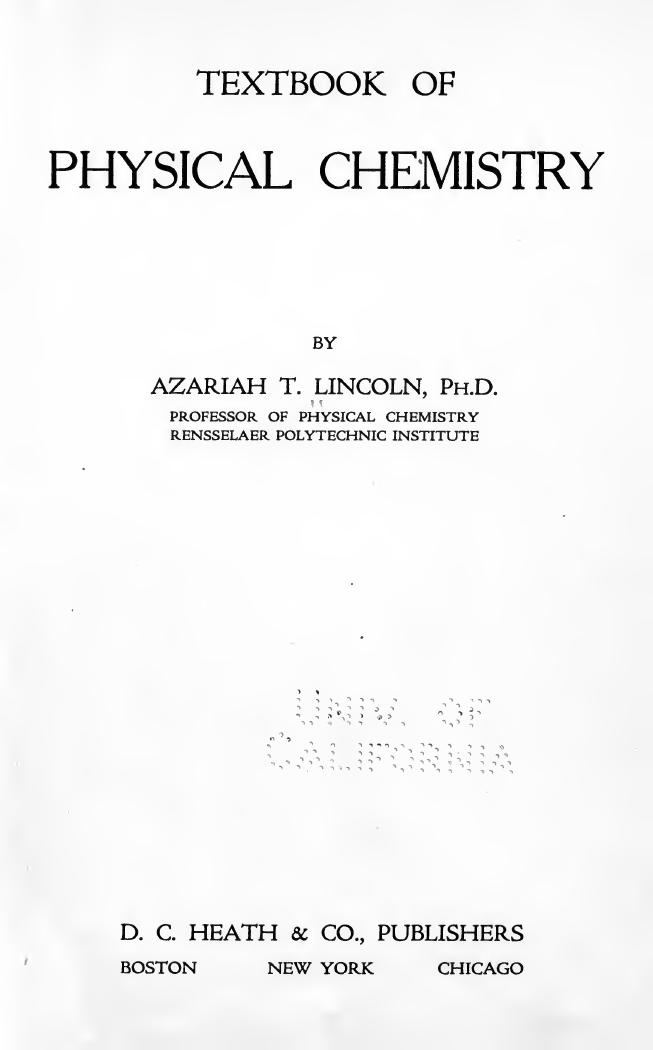 TEXTBOOK OF
PHYSICAL CHEMISTRY
BY
AZARIAH T. LINCOLN, PH.D.
PROFESSOR OF PHYSICAL CHEMISTRY
RENSSELAER POLYTECHNIC INSTITUTE
UNIV. OF
CALIFORNIA
D. C. HEATH & CO., PUBLISHERS
BOSTON NEW YORK CHICAGO